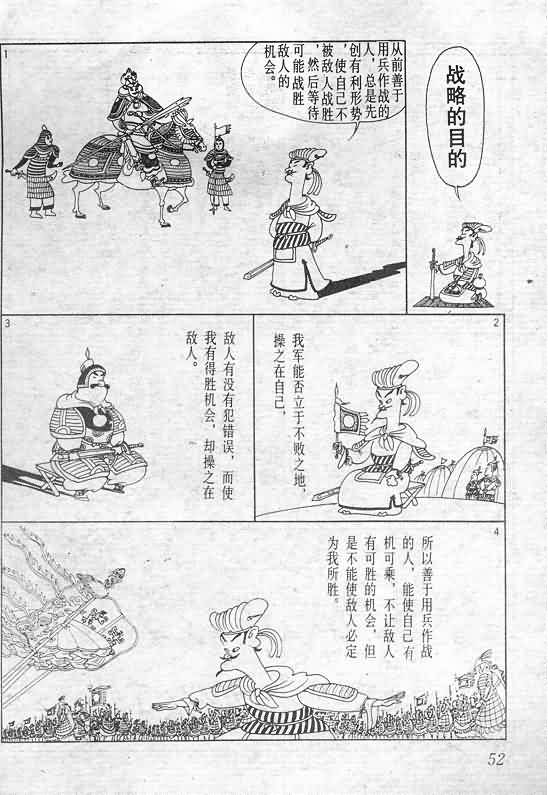 战略的目的
1
从前善于
用兵作战的
人，总是先
创有利形势
，使自己不
被敌人战胜
，然后等待
可能战胜
敌人的
机会。
2
我军能否立于不败之地，
操之在自己，
3
敌人有没有犯错误，而使
我有得胜机会，却操之在
敌人。
4
所以善于用兵作战
的人，能使自己有
机可乘，不让敌人
有可胜的机会，但
是不能使敌人必定
为我所胜。
52